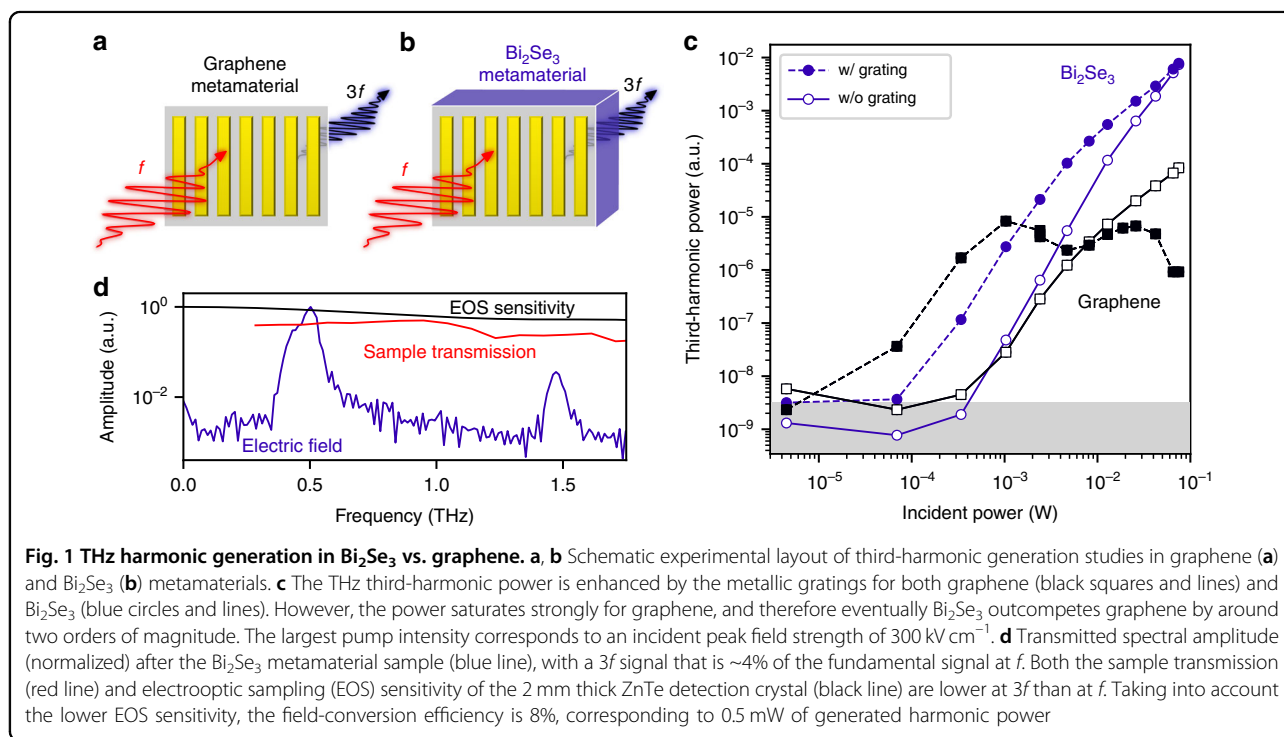 a
Graphene
metamaterial
3f
f
b
Bi₂Se₃
metamaterial
3f
f
c
w/ grating
w/o grating
Bi₂Se₃
Graphene
Third-harmonic power (a.u.)
10⁻²
10⁻³
10⁻⁴
10⁻⁵
10⁻⁶
10⁻⁷
10⁻⁸
10⁻⁹
10⁻⁵
10⁻⁴
10⁻³
10⁻²
10⁻¹
Incident power (W)
d
Amplitude (a.u.)
10⁰
10⁻²
EOS sensitivity
Sample transmission
Electric field
0.0
0.5
1.0
1.5
Frequency (THz)
Fig. 1 THz harmonic generation in Bi₂Se₃ vs. graphene. a, b Schematic experimental layout of third-harmonic generation studies in graphene (a)
and Bi₂Se₃ (b) metamaterials. c The THz third-harmonic power is enhanced by the metallic gratings for both graphene (black squares and lines) and
Bi₂Se₃ (blue circles and lines). However, the power saturates strongly for graphene, and therefore eventually Bi₂Se₃ outcompetes graphene by around
two orders of magnitude. The largest pump intensity corresponds to an incident peak field strength of 300 kV cm⁻¹. d Transmitted spectral amplitude
(normalized) after the Bi₂Se₃ metamaterial sample (blue line), with a 3f signal that is ~4% of the fundamental signal at f. Both the sample transmission
(red line) and electrooptic sampling (EOS) sensitivity of the 2 mm thick ZnTe detection crystal (black line) are lower at 3f than at f. Taking into account
the lower EOS sensitivity, the field-conversion efficiency is 8%, corresponding to 0.5 mW of generated harmonic power